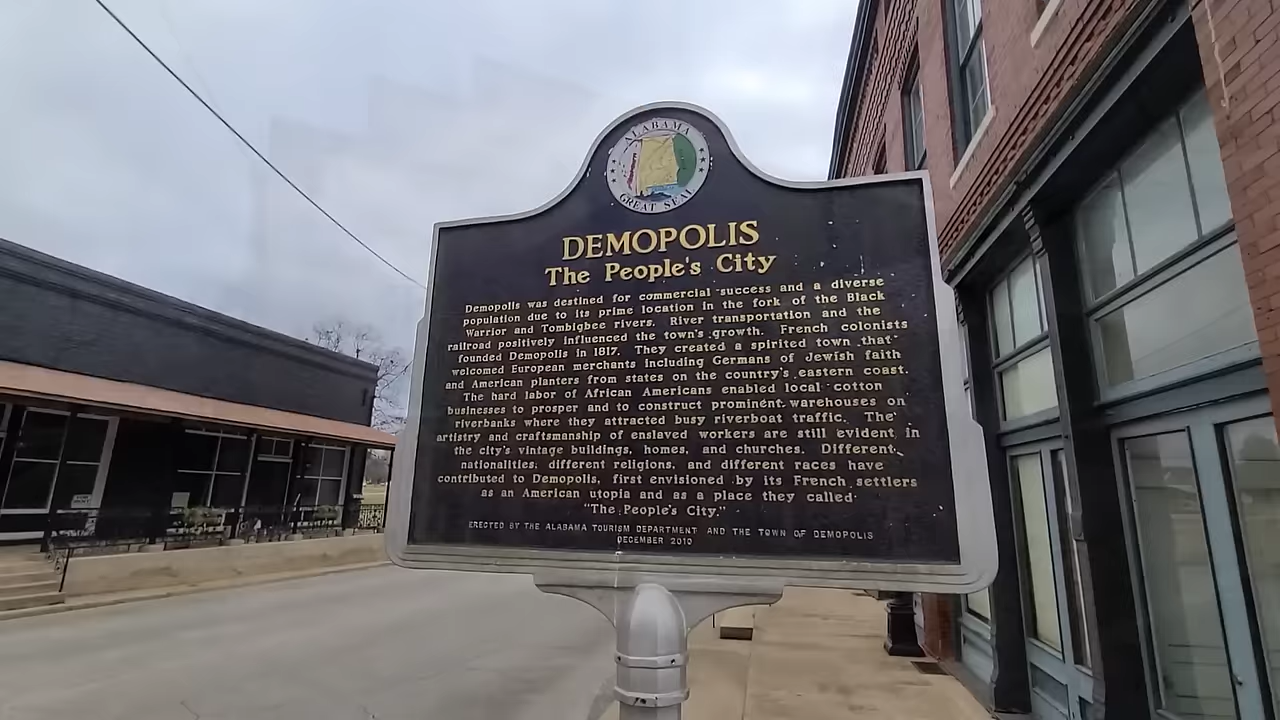 ALABAMA
GREAT SEAL
DEMOPOLIS
The People's City
Demopolis was destined for commercial success and a diverse
population due to its prime location in the fork of the Black
Warrior and Tombigbee rivers. River transportation and the
railroad positively influenced the town's growth. French colonists
founded Demopolis in 1817. They created a spirited town that
welcomed European merchants including Germans of Jewish faith
and American planters from states on the country's eastern coast.
The hard labor of African Americans enabled local cotton
businesses to prosper and to construct prominent warehouses on
riverbanks where they attracted busy riverboat traffic. The
artistry and craftsmanship of enslaved workers are still evident in
the city's vintage buildings, homes, and churches. Different
nationalities, different religions, and different races have
contributed to Demopolis, first envisioned by its French settlers
as an American utopia and as a place they called
"The People's City."
ERECTED BY THE ALABAMA TOURISM DEPARTMENT AND THE TOWN OF DEMOPOLIS
DECEMBER 2010
FOR RENT